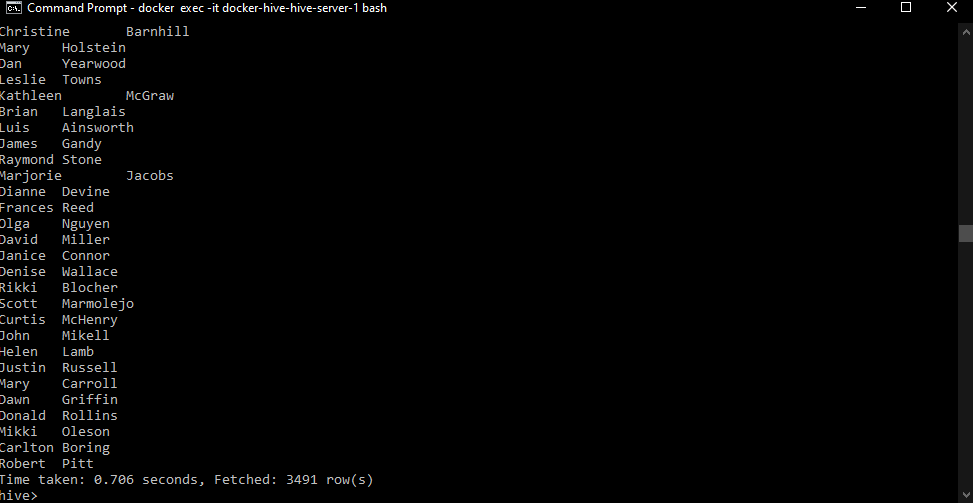 Command Prompt - docker exec -it docker-hive-hive-server-1 bash
Christine Barnhill
Mary Holstein
Dan Yearwood
Leslie Towns
Kathleen McGraw
Brian Langlais
Luis Ainsworth
James Gandy
Raymond Stone
Marjorie Jacobs
Dianne Devine
Frances Reed
Olga Nguyen
David Miller
Janice Connor
Denise Wallace
Rikki Blocher
Scott Marmolejo
Curtis McHenry
John Mikell
Helen Lamb
Justin Russell
Mary Carroll
Dawn Griffin
Donald Rollins
Mikki Oleson
Carlton Boring
Robert Pitt
Time taken: 0.706 seconds, Fetched: 3491 row(s)
hive>